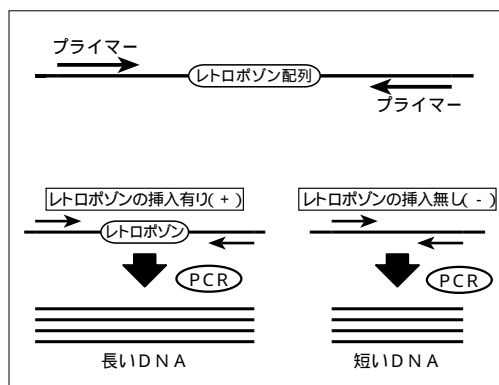 プライマー
レトロポゾン配列
プライマー
レトロポゾンの挿入有り(+)
レトロポゾンの挿入無し(-)
レトロポゾン
PCR
PCR
長いDNA
短いDNA